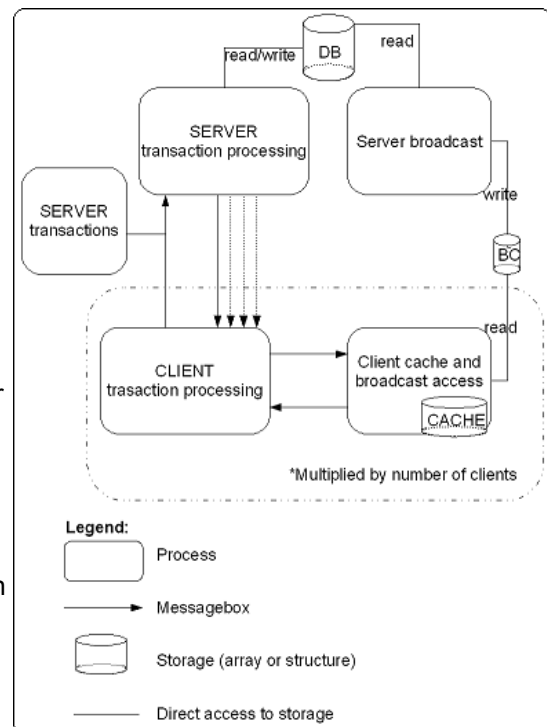 DB
read/write
read
SERVER
transaction processing
Server broadcast
SERVER
transactions
write
BC
read
CLIENT
trasaction processing
Client cache and
broadcast access
CACHE
*Multiplied by number of clients
Legend:
Process
Messagebox
Storage (array or structure)
Direct access to storage